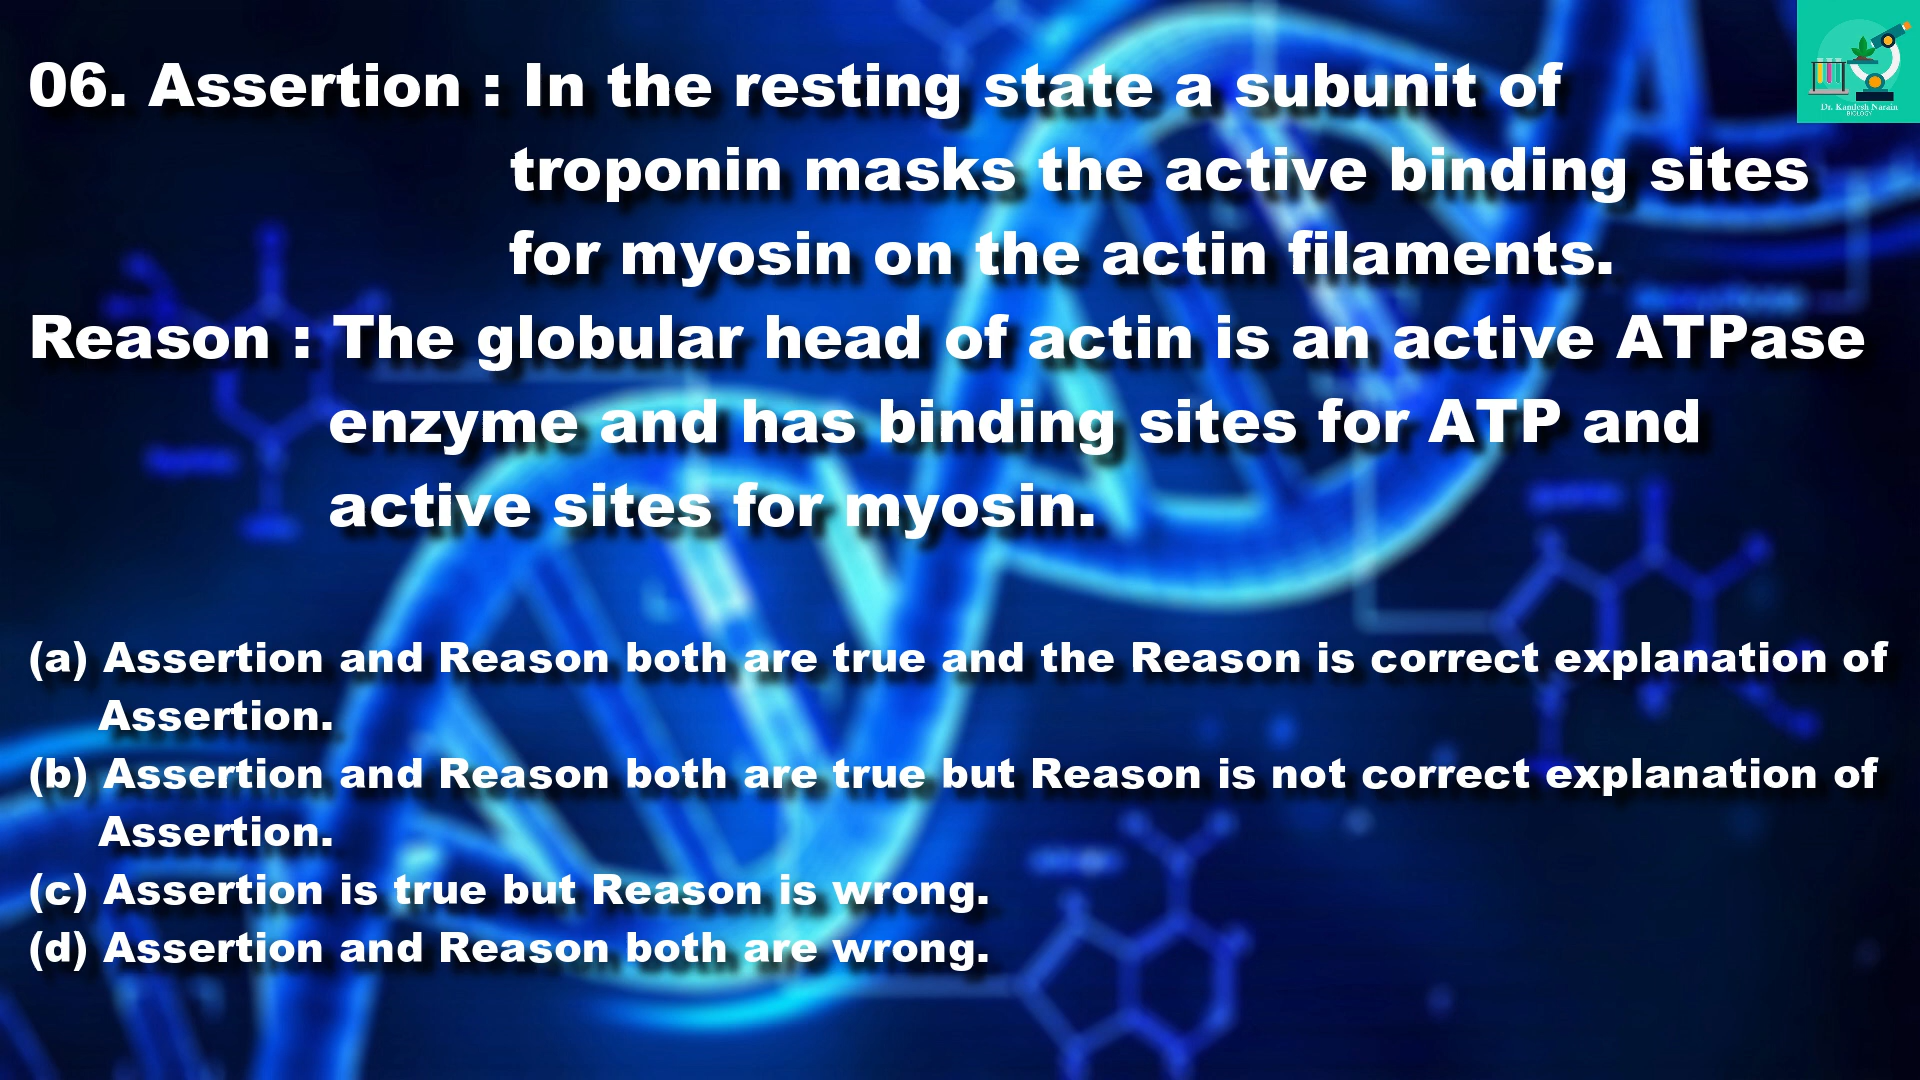 06. Assertion : In the resting state a subunit of
troponin masks the active binding sites
for myosin on the actin filaments.
Reason : The globular head of actin is an active ATPase
enzyme and has binding sites for ATP and
active sites for myosin.
(a) Assertion and Reason both are true and the Reason is correct explanation of
Assertion.
(b) Assertion and Reason both are true but Reason is not correct explanation of
Assertion.
(c) Assertion is true but Reason is wrong.
(d) Assertion and Reason both are wrong.
Dr. Kamlesh Narain
BIOLOGY